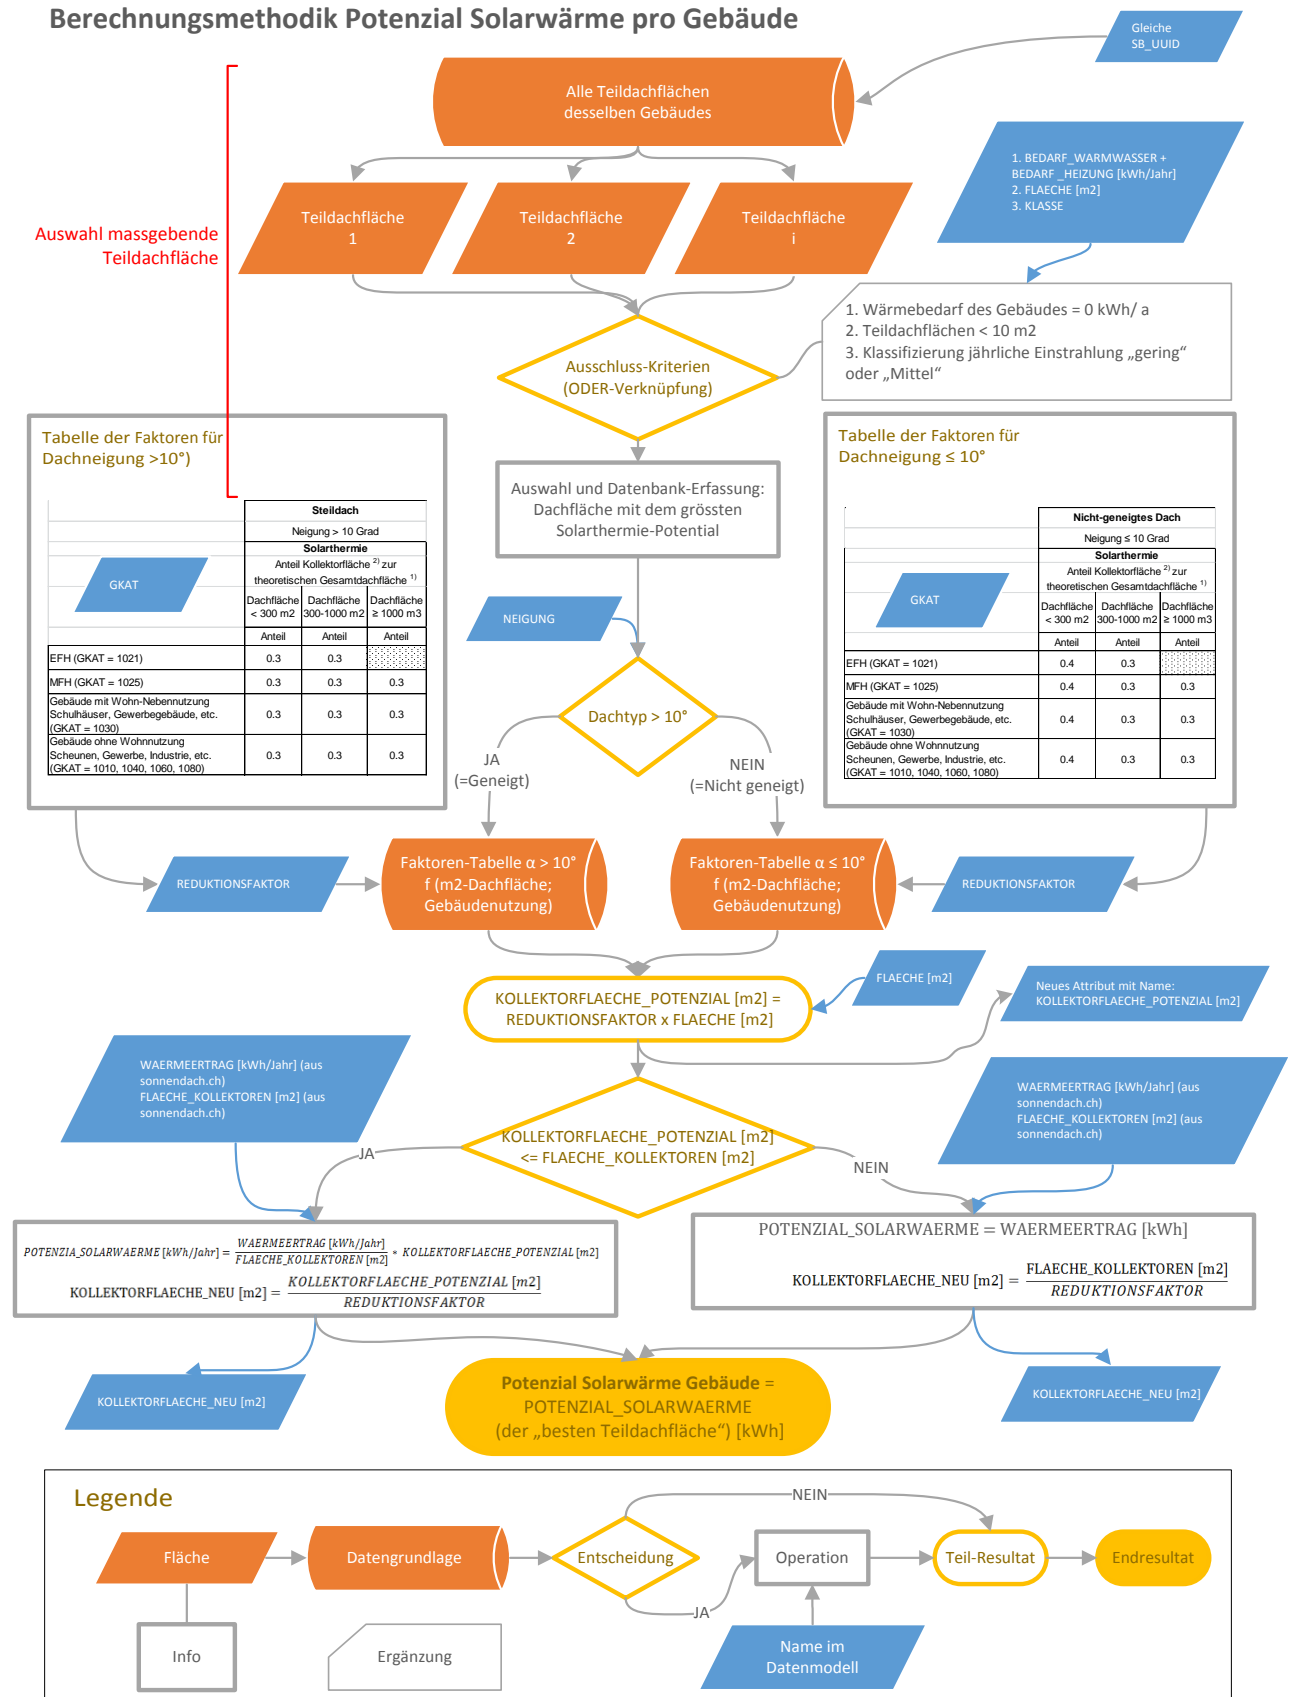 Berechnungsmethodik Potenzial Solarwärme pro Gebäude
Gleiche
SB_UUID
Alle Teildachflächen
desselben Gebäudes
1. BEDARF_WARMWASSER +
BEDARF _HEIZUNG [kWh/Jahr]
2. FLAECHE [m2]
3. KLASSE
Teildachfläche
1
Teildachfläche
2
Teildachfläche
i
Auswahl massgebende
Teildachfläche
1. Wärmebedarf des Gebäudes = 0 kWh/ a
2. Teildachflächen < 10 m2
3. Klassifizierung jährliche Einstrahlung „gering“
oder „Mittel“
Ausschluss-Kriterien
(ODER-Verknüpfung)
Tabelle der Faktoren für
Dachneigung >10°)
Steildach
Neigung > 10 Grad
Solarthermie
Anteil Kollektorfläche 2) zur
theoretischen Gesamtdachfläche 1)
GKAT
Dachfläche < 300 m2 Dachfläche 300-1000 m2 Dachfläche ≥ 1000 m3
Anteil Anteil Anteil
EFH (GKAT = 1021) 0.3 0.3
MFH (GKAT = 1025) 0.3 0.3 0.3
Gebäude mit Wohn-Nebennutzung
Schulhäuser, Gewerbegebäude, etc. 0.3 0.3 0.3
(GKAT = 1030)
Gebäude ohne Wohnnutzung
Scheunen, Gewerbe, Industrie, etc. 0.3 0.3 0.3
(GKAT = 1010, 1040, 1060, 1080)
Auswahl und Datenbank-Erfassung:
Dachfläche mit dem grössten
Solarthermie-Potential
Tabelle der Faktoren für
Dachneigung ≤ 10°
Nicht-geneigtes Dach
Neigung ≤ 10 Grad
Solarthermie
Anteil Kollektorfläche 2) zur
theoretischen Gesamtdachfläche 1)
GKAT
Dachfläche < 300 m2 Dachfläche 300-1000 m2 Dachfläche ≥ 1000 m3
Anteil Anteil Anteil
EFH (GKAT = 1021) 0.4 0.3
MFH (GKAT = 1025) 0.4 0.3 0.3
Gebäude mit Wohn-Nebennutzung
Schulhäuser, Gewerbegebäude, etc. 0.4 0.3 0.3
(GKAT = 1030)
Gebäude ohne Wohnnutzung
Scheunen, Gewerbe, Industrie, etc. 0.4 0.3 0.3
(GKAT = 1010, 1040, 1060, 1080)
NEIGUNG
Dachtyp > 10°
JA
(=Geneigt)
NEIN
(=Nicht geneigt)
REDUKTIONSFAKTOR
Faktoren-Tabelle α > 10°
f (m2-Dachfläche;
Gebäudenutzung)
Faktoren-Tabelle α ≤ 10°
f (m2-Dachfläche;
Gebäudenutzung)
REDUKTIONSFAKTOR
FLAECHE [m2]
KOLLEKTORFLAECHE_POTENZIAL [m2] =
REDUKTIONSFAKTOR x FLAECHE [m2]
Neues Attribut mit Name:
KOLLEKTORFLAECHE_POTENZIAL [m2]
WAERMEERTRAG [kWh/Jahr] (aus
sonnendach.ch)
FLAECHE_KOLLEKTOREN [m2] (aus
sonnendach.ch)
WAERMEERTRAG [kWh/Jahr] (aus
sonnendach.ch)
FLAECHE_KOLLEKTOREN [m2] (aus
sonnendach.ch)
KOLLEKTORFLAECHE_POTENZIAL [m2]
<= FLAECHE_KOLLEKTOREN [m2]
JA
NEIN
POTENZIA_SOLARWAERME [kWh/Jahr] = WAERMEERTRAG [kWh/Jahr] / FLAECHE_KOLLEKTOREN [m2] * KOLLEKTORFLAECHE_POTENZIAL [m2]
KOLLEKTORFLAECHE_NEU [m2] = KOLLEKTORFLAECHE_POTENZIAL [m2] / REDUKTIONSFAKTOR
POTENZIAL_SOLARWAERME = WAERMEERTRAG [kWh]
KOLLEKTORFLAECHE_NEU [m2] = FLAECHE_KOLLEKTOREN [m2] / REDUKTIONSFAKTOR
KOLLEKTORFLAECHE_NEU [m2]
Potenzial Solarwärme Gebäude =
POTENZIAL_SOLARWAERME
(der „besten Teildachfläche“) [kWh]
KOLLEKTORFLAECHE_NEU [m2]
Legende
NEIN
Fläche
Datengrundlage
Entscheidung
Operation
Teil-Resultat
Endresultat
JA
Info
Ergänzung
Name im
Datenmodell